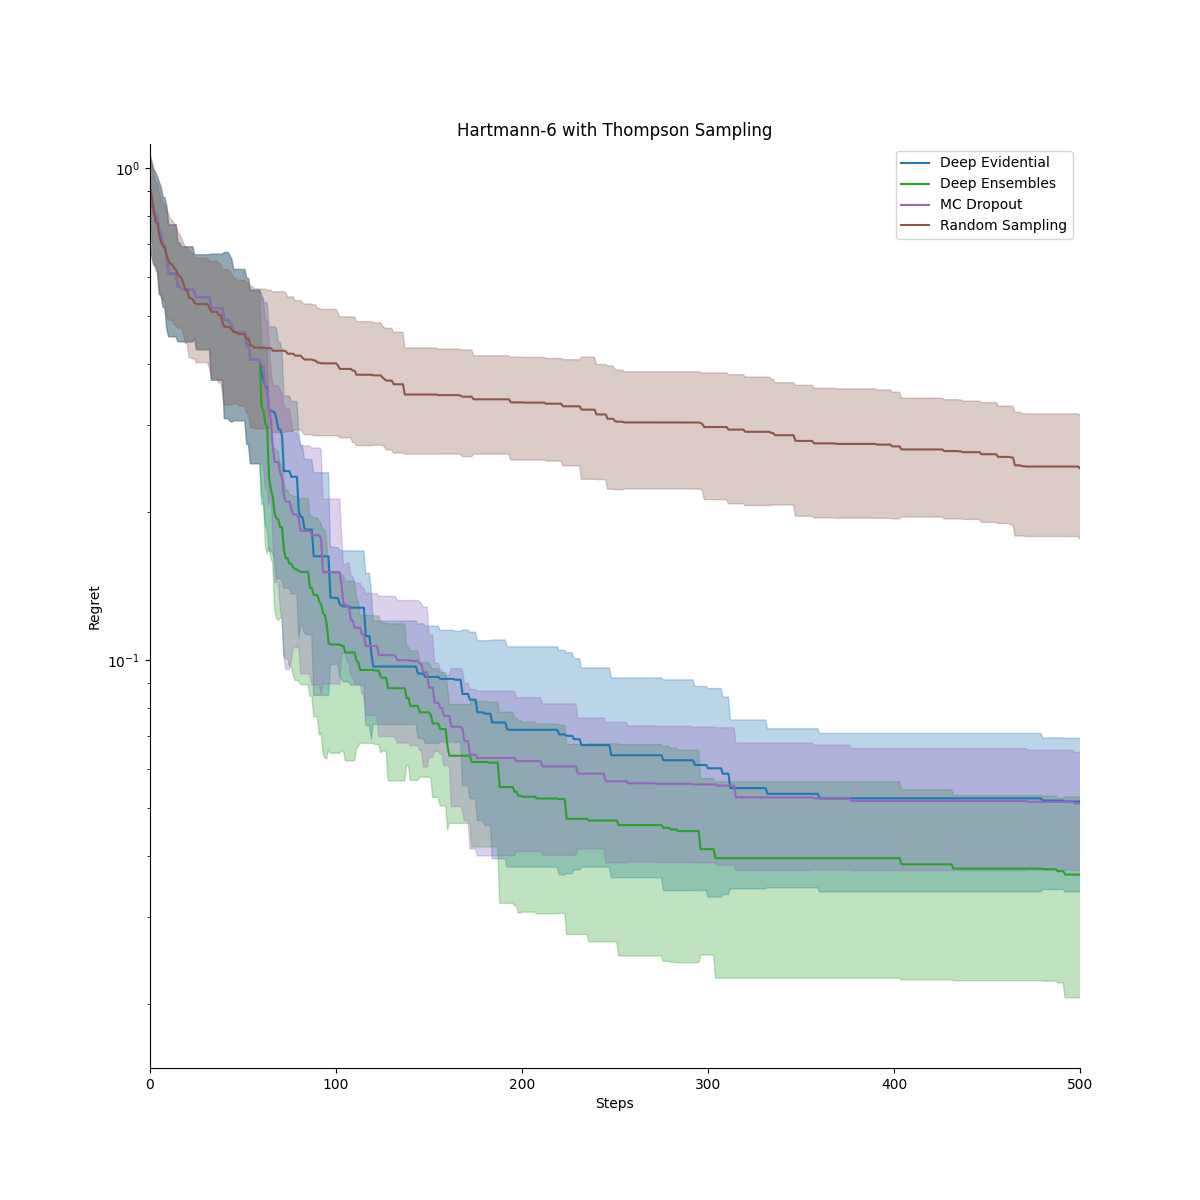 Hartmann-6 with Thompson Sampling
Deep Evidential
Deep Ensembles
MC Dropout
Random Sampling
10⁰
10⁻¹
Regret
0 100 200 300 400 500
Steps